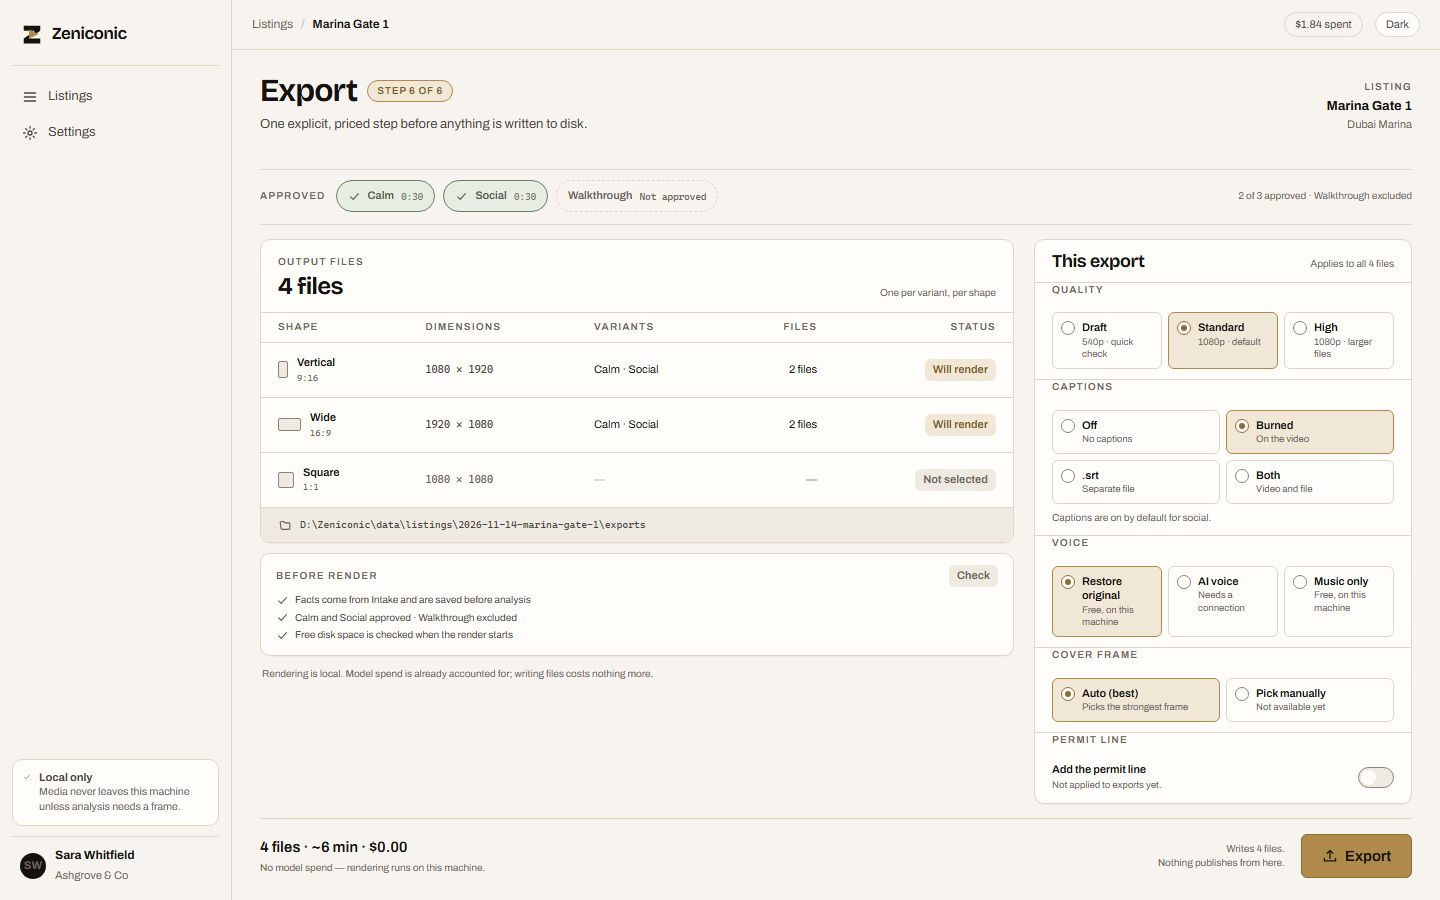 Zeniconic
Listings
Settings
Local only
Media never leaves this machine
unless analysis needs a frame.
SW
Sara Whitfield
Ashgrove & Co
Listings / Marina Gate 1
$1.84 spent
Dark
Export
STEP 6 OF 6
One explicit, priced step before anything is written to disk.
LISTING
Marina Gate 1
Dubai Marina
APPROVED
Calm 0:30
Social 0:30
Walkthrough Not approved
2 of 3 approved · Walkthrough excluded
OUTPUT FILES
4 files
One per variant, per shape
SHAPE DIMENSIONS VARIANTS FILES STATUS
Vertical
9:16
1080 × 1920
Calm · Social
2 files
Will render
Wide
16:9
1920 × 1080
Calm · Social
2 files
Will render
Square
1:1
1080 × 1080
—
—
Not selected
D:\Zeniconic\data\listings\2026-11-14-marina-gate-1\exports
BEFORE RENDER
Check
Facts come from Intake and are saved before analysis
Calm and Social approved · Walkthrough excluded
Free disk space is checked when the render starts
Rendering is local. Model spend is already accounted for; writing files costs nothing more.
This export
Applies to all 4 files
QUALITY
Draft
540p · quick
check
Standard
1080p · default
High
1080p · larger
files
CAPTIONS
Off
No captions
Burned
On the video
.srt
Separate file
Both
Video and file
Captions are on by default for social.
VOICE
Restore
original
Free, on this
machine
AI voice
Needs a
connection
Music only
Free, on this
machine
COVER FRAME
Auto (best)
Picks the strongest frame
Pick manually
Not available yet
PERMIT LINE
Add the permit line
Not applied to exports yet.
4 files · ~6 min · $0.00
No model spend — rendering runs on this machine.
Writes 4 files.
Nothing publishes from here.
Export